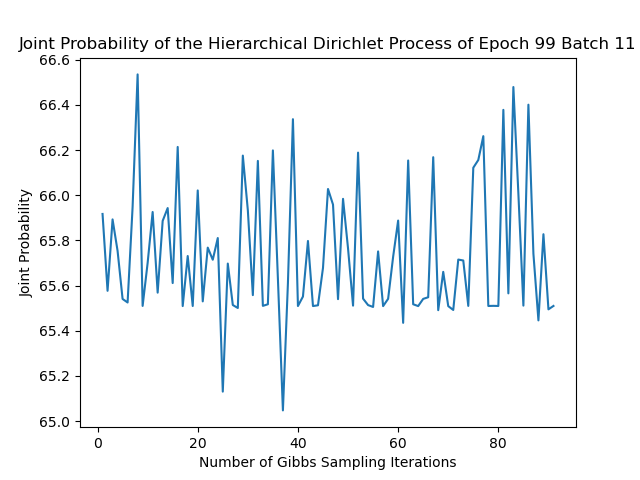 Joint Probability of the Hierarchical Dirichlet Process of Epoch 99 Batch 11
66.6
66.4
66.2
66.0
65.8
65.6
65.4
65.2
65.0
Joint Probability
0 20 40 60 80
Number of Gibbs Sampling Iterations